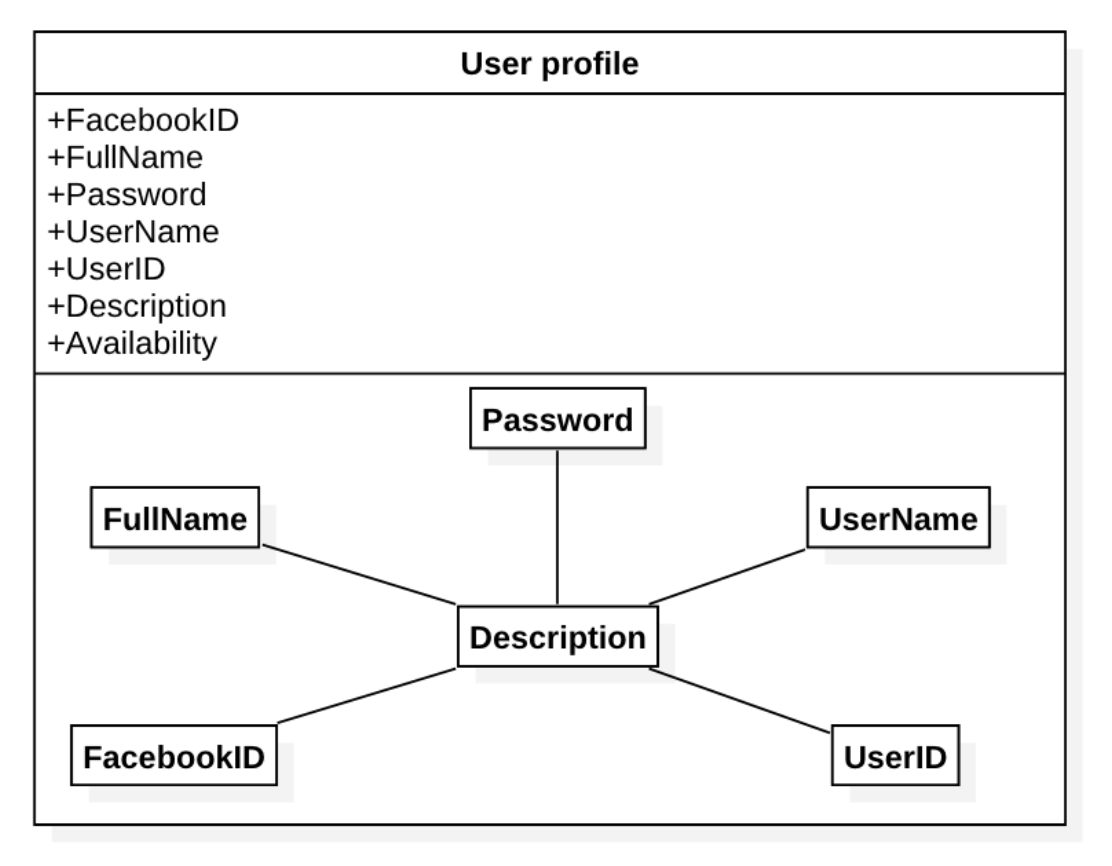 User profile
+FacebookID
+FullName
+Password
+UserName
+UserID
+Description
+Availability
Password
FullName
UserName
Description
FacebookID
UserID